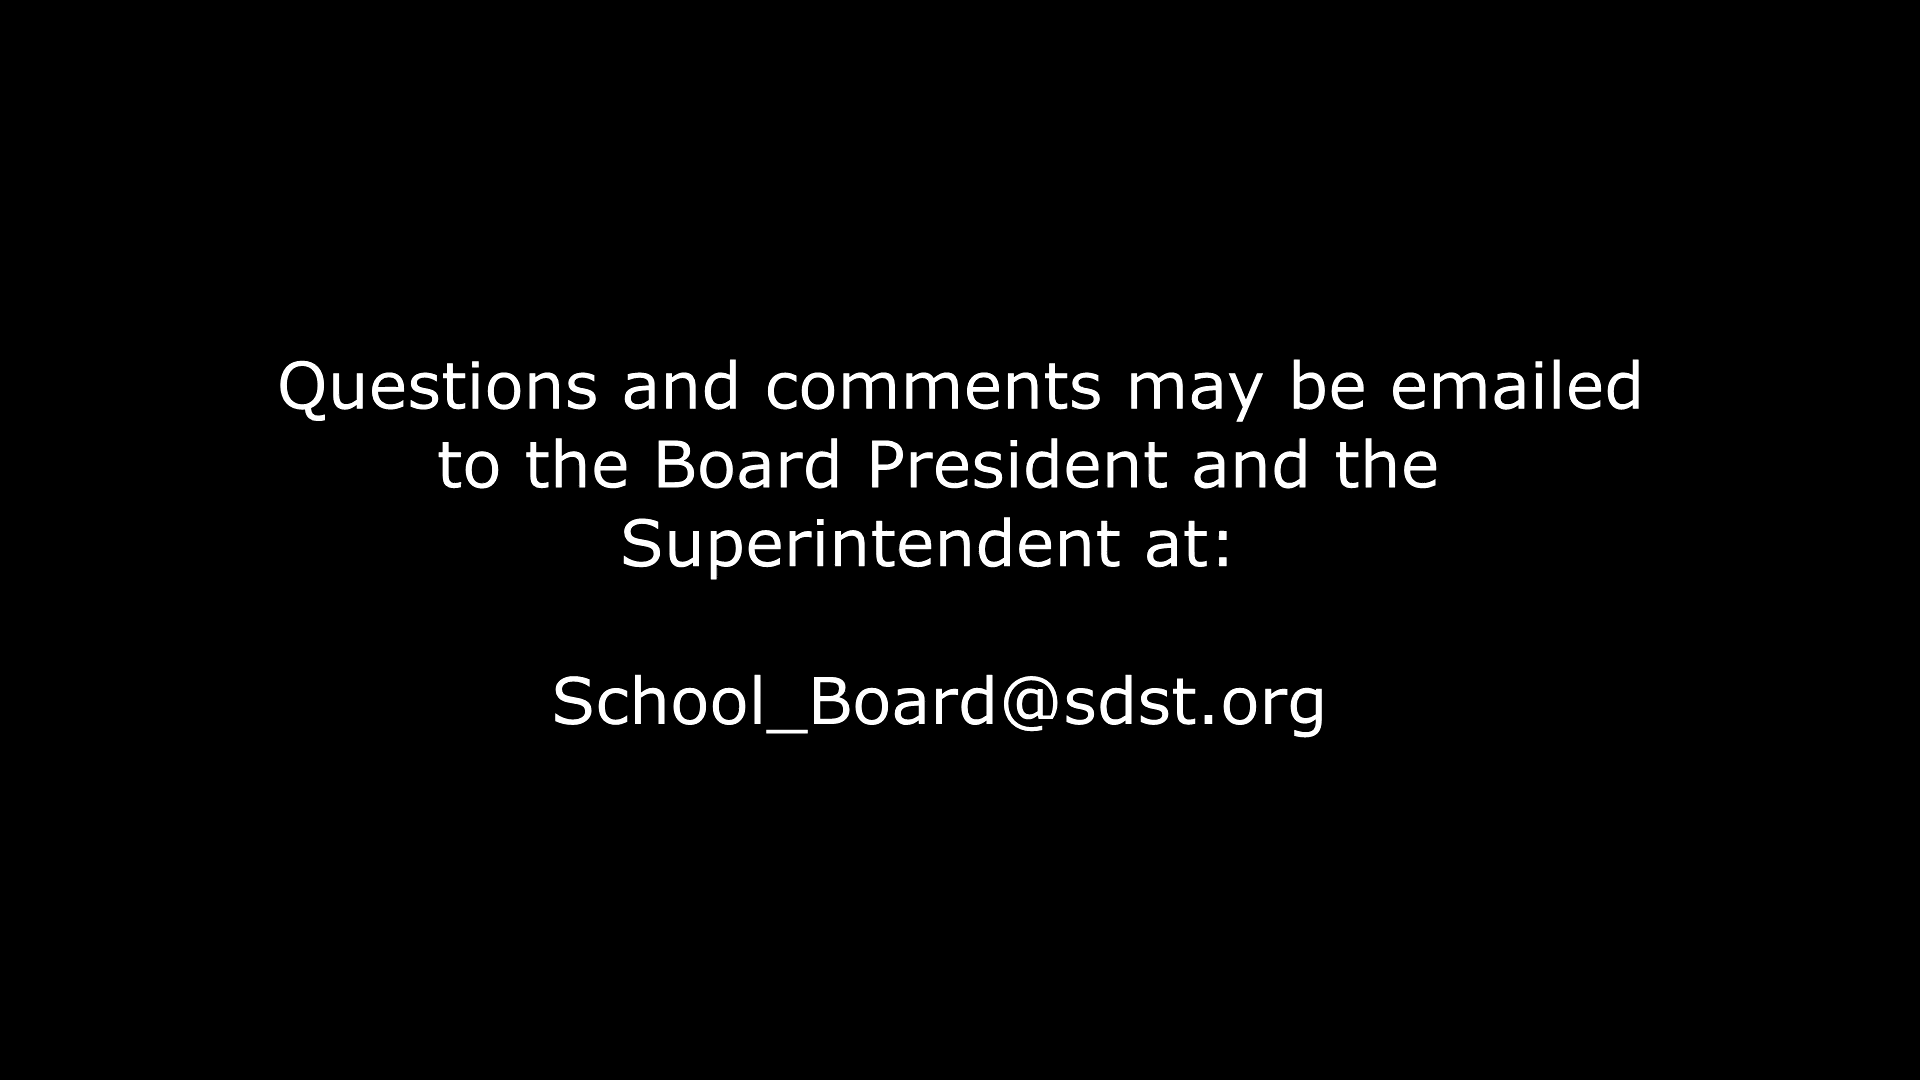 Questions and comments may be emailed
to the Board President and the
Superintendent at:
School_Board@sdst.org